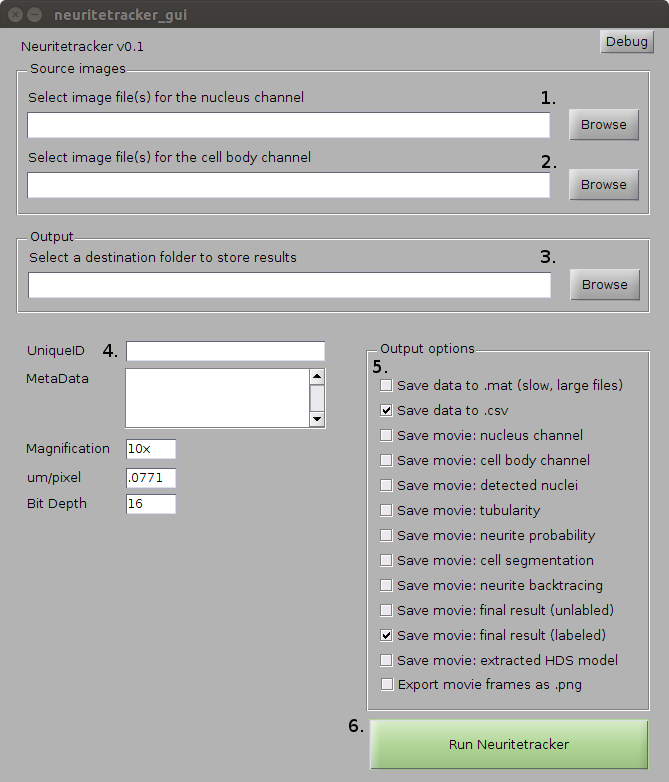 neuritetracker_gui
Neuritetracker v0.1
Debug
Source images
Select image file(s) for the nucleus channel
1.
Browse
Select image file(s) for the cell body channel
2.
Browse
Output
Select a destination folder to store results
3.
Browse
UniqueID 4.
MetaData
Magnification 10x
um/pixel .0771
Bit Depth 16
Output options
5.
Save data to .mat (slow, large files)
Save data to .csv
Save movie: nucleus channel
Save movie: cell body channel
Save movie: detected nuclei
Save movie: tubularity
Save movie: neurite probability
Save movie: cell segmentation
Save movie: neurite backtracing
Save movie: final result (unlabled)
Save movie: final result (labeled)
Save movie: extracted HDS model
Export movie frames as .png
6.
Run Neuritetracker